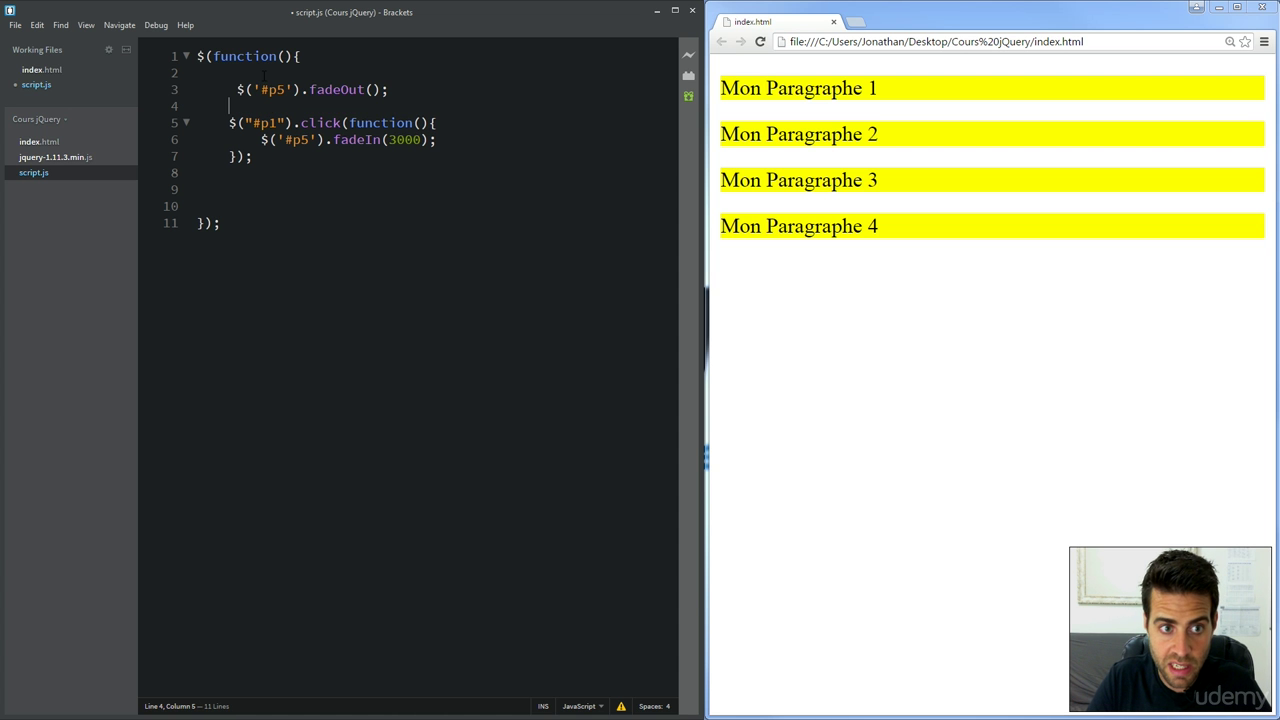 • script.js (Cours jQuery) - Brackets
File Edit Find View Navigate Debug Help
Working Files
index.html
• script.js
Cours jQuery
index.html
jquery-1.11.3.min.js
script.js
1 $(function(){
2
3 $('#p5').fadeOut();
4
5 $("#p1").click(function(){
6 $('#p5').fadeIn(3000);
7 });
8
9
10
11 });
Line 4, Column 5 — 11 Lines
INS JavaScript Spaces: 4
index.html
file:///C:/Users/Jonathan/Desktop/Cours%20jQuery/index.html
Mon Paragraphe 1
Mon Paragraphe 2
Mon Paragraphe 3
Mon Paragraphe 4
udemy